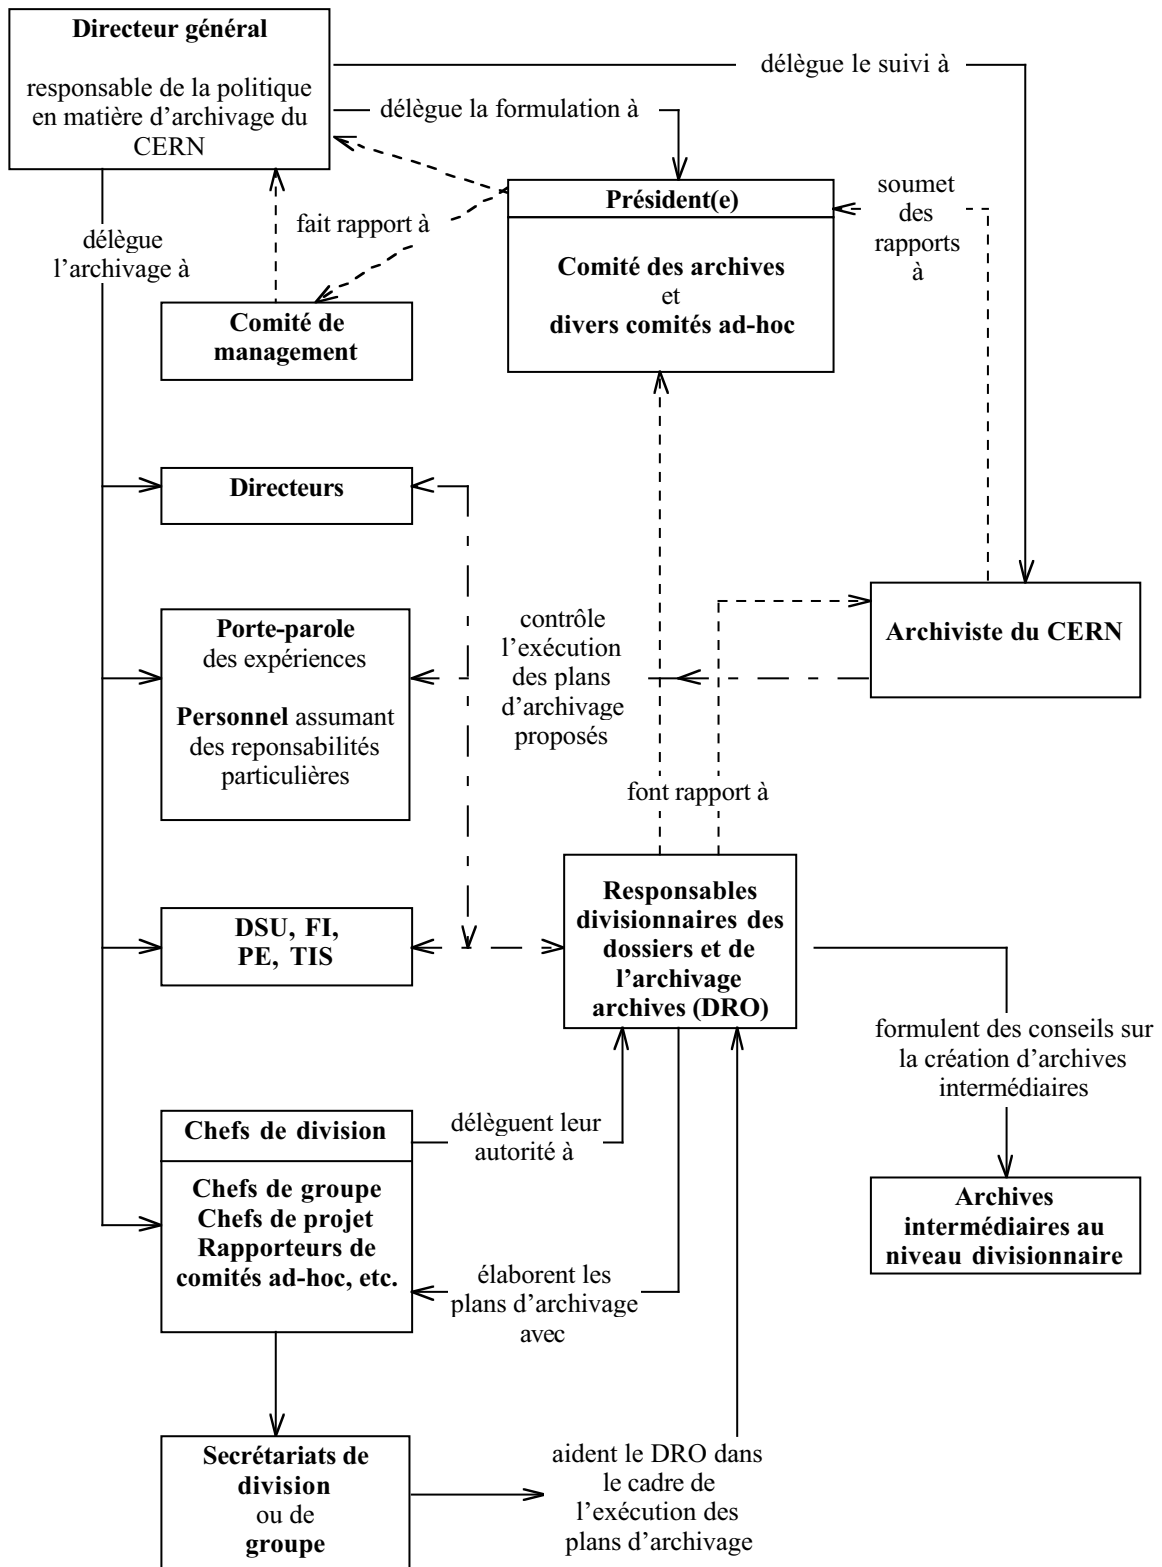 Directeur général
responsable de la politique
en matière d'archivage du
CERN
délègue le suivi à
délègue la formulation à
délègue
l'archivage à
fait rapport à
Président(e)
Comité des archives
et
divers comités ad-hoc
soumet
des
rapports
à
Comité de
management
Directeurs
Porte-parole
des expériences
Personnel assumant
des reponsabilités
particulières
contrôle
l'exécution
des plans
d'archivage
proposés
Archiviste du CERN
font rapport à
DSU, FI,
PE, TIS
Responsables
divisionnaires des
dossiers et de
l'archivage
archives (DRO)
formulent des conseils sur
la création d'archives
intermédiaires
Chefs de division
Chefs de groupe
Chefs de projet
Rapporteurs de
comités ad-hoc, etc.
délèguent leur
autorité à
élaborent les
plans d'archivage
avec
Archives
intermédiaires au
niveau divisionnaire
Secrétariats de
division
ou de
groupe
aident le DRO dans
le cadre de
l'exécution des
plans d'archivage